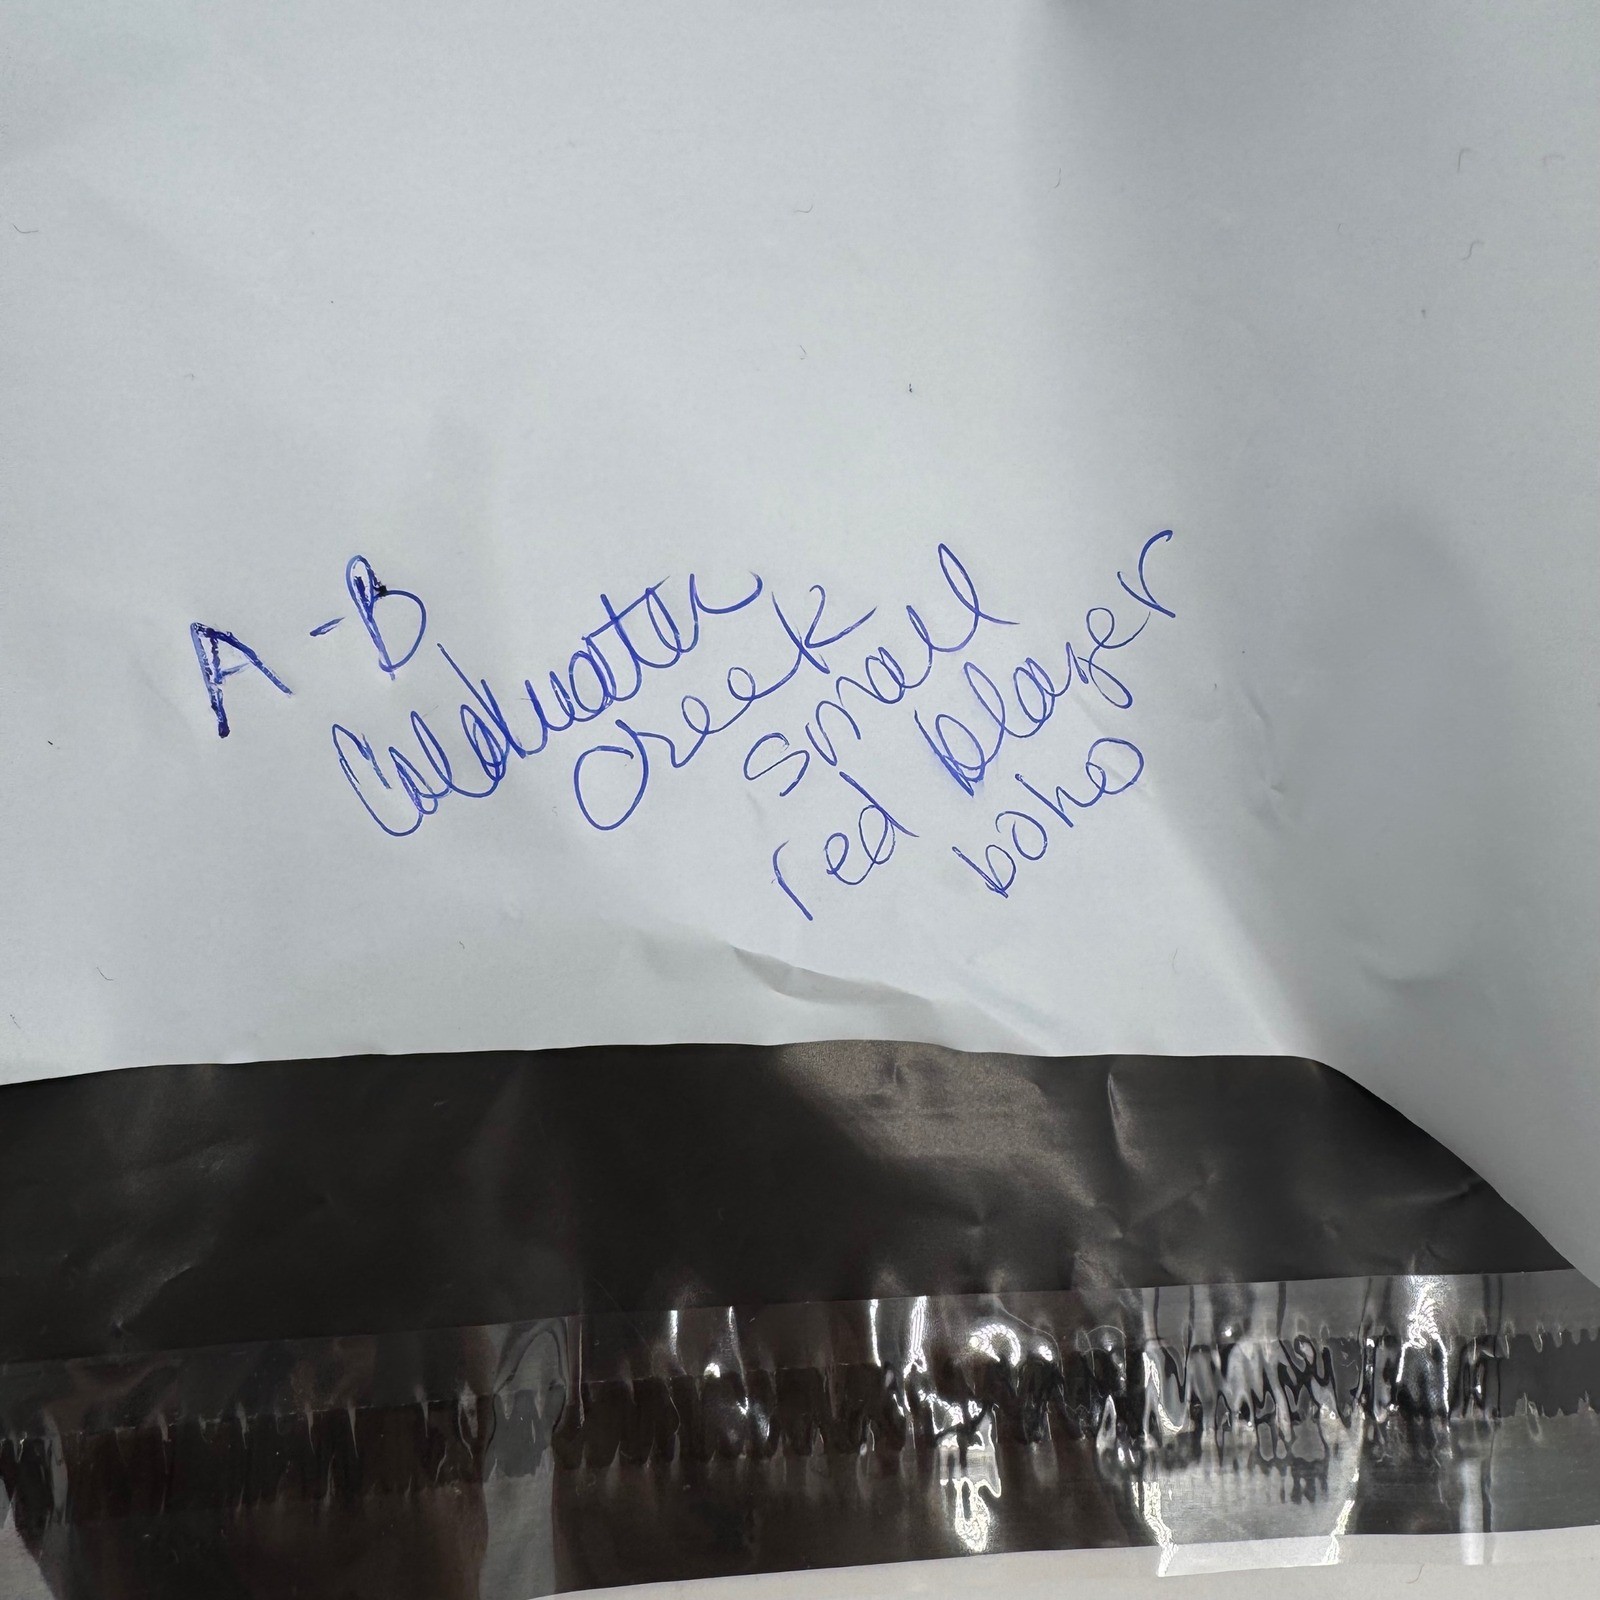 A-B
Coldwater
Creek
small
red blazer
boho